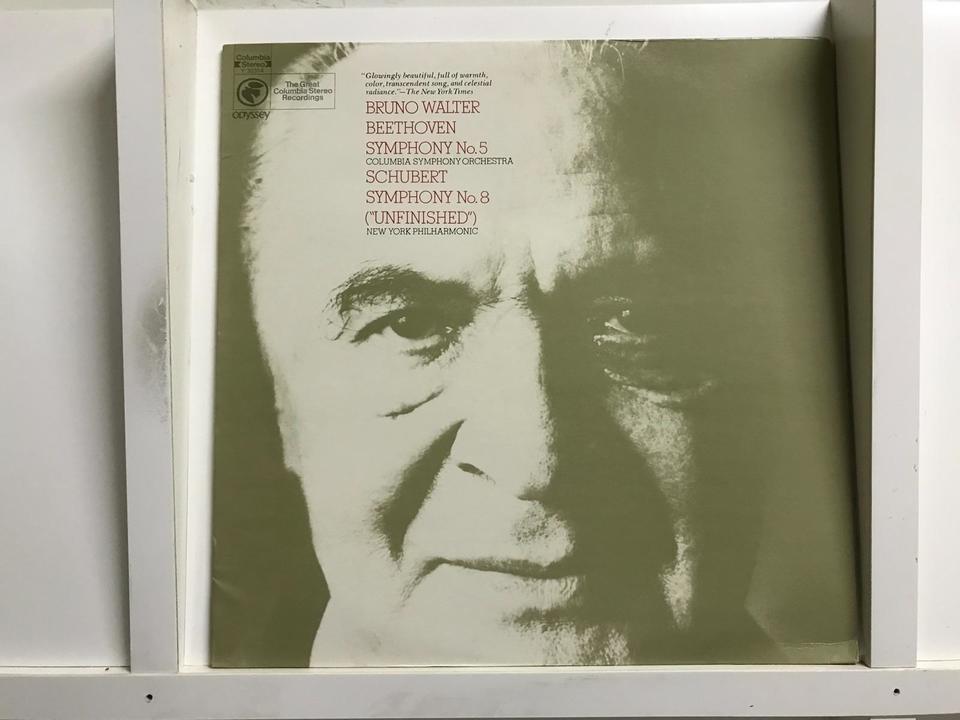 Columbia
Stereo
Y 30314
Odyssey
The Great
Columbia Stereo
Recordings
"Glowingly beautiful, full of warmth,
color, transcendent song, and celestial
radiance."—The New York Times
BRUNO WALTER
BEETHOVEN
SYMPHONY No. 5
COLUMBIA SYMPHONY ORCHESTRA
SCHUBERT
SYMPHONY No. 8
("UNFINISHED")
NEW YORK PHILHARMONIC